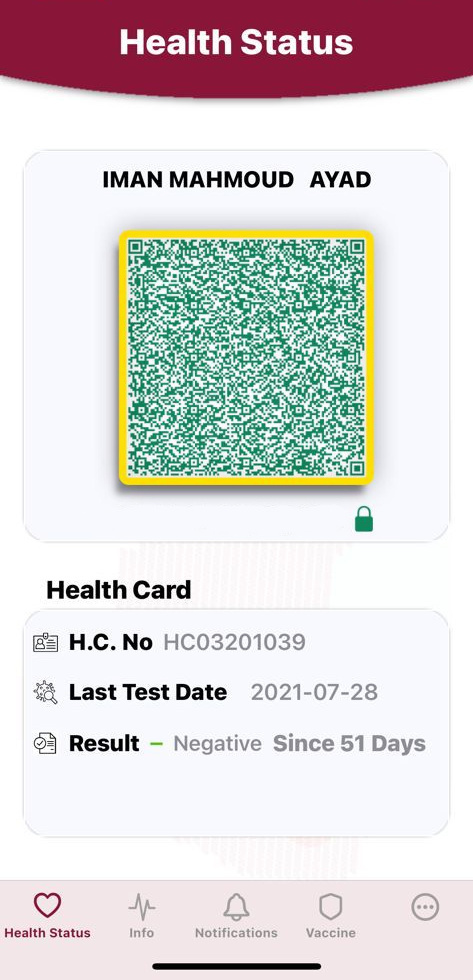 Health Status
IMAN MAHMOUD AYAD
Health Card
H.C. No HC03201039
Last Test Date 2021-07-28
Result – Negative Since 51 Days
Health Status Info Notifications Vaccine